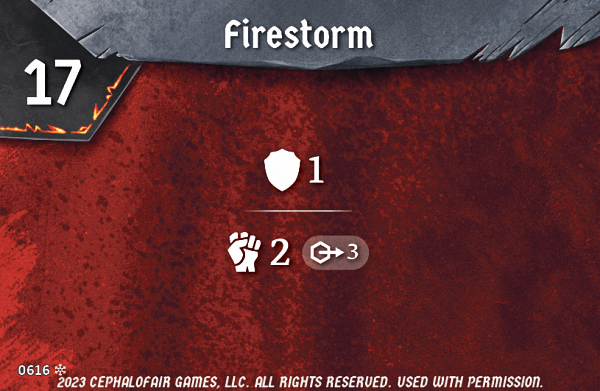 Firestorm
17
1
2 3
0616
2023 CEPHALOFAIR GAMES, LLC. ALL RIGHTS RESERVED. USED WITH PERMISSION.